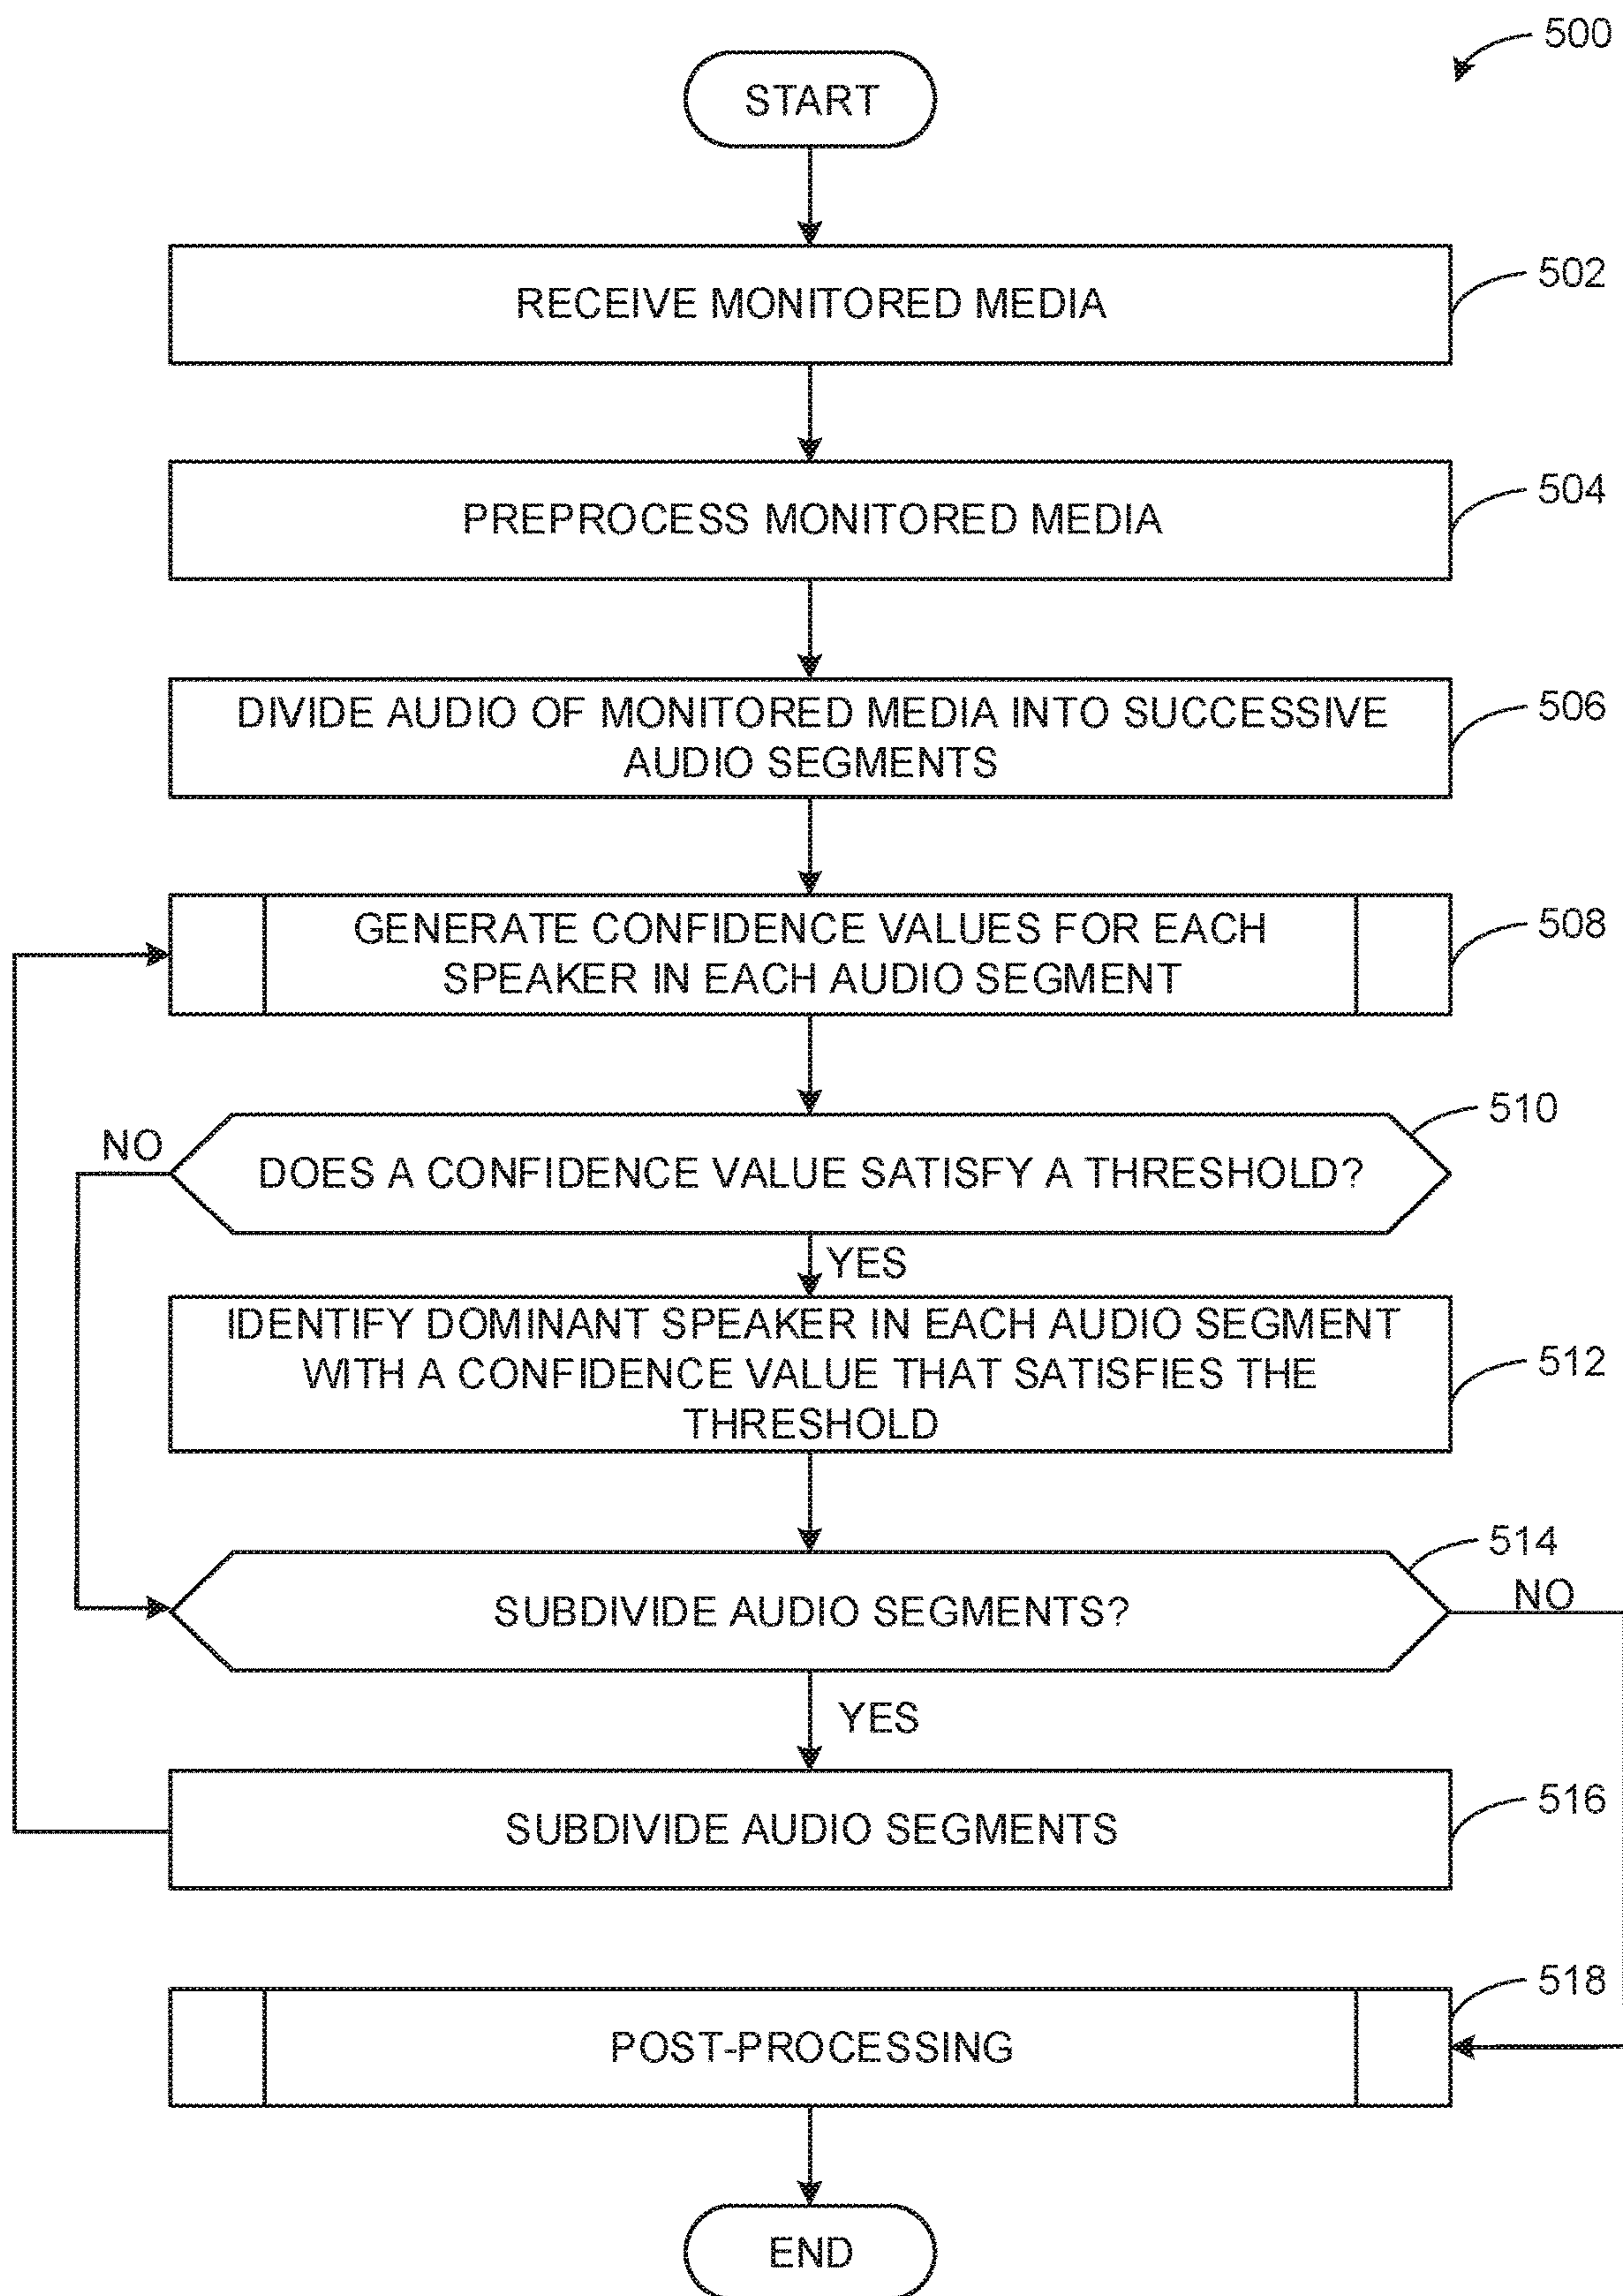 500
START
502
RECEIVE MONITORED MEDIA
504
PREPROCESS MONITORED MEDIA
506
DIVIDE AUDIO OF MONITORED MEDIA INTO SUCCESSIVE
AUDIO SEGMENTS
508
GENERATE CONFIDENCE VALUES FOR EACH
SPEAKER IN EACH AUDIO SEGMENT
510
NO
DOES A CONFIDENCE VALUE SATISFY A THRESHOLD?
YES
IDENTIFY DOMINANT SPEAKER IN EACH AUDIO SEGMENT
WITH A CONFIDENCE VALUE THAT SATISFIES THE
THRESHOLD
512
514
NO
SUBDIVIDE AUDIO SEGMENTS?
YES
516
SUBDIVIDE AUDIO SEGMENTS
518
POST-PROCESSING
END